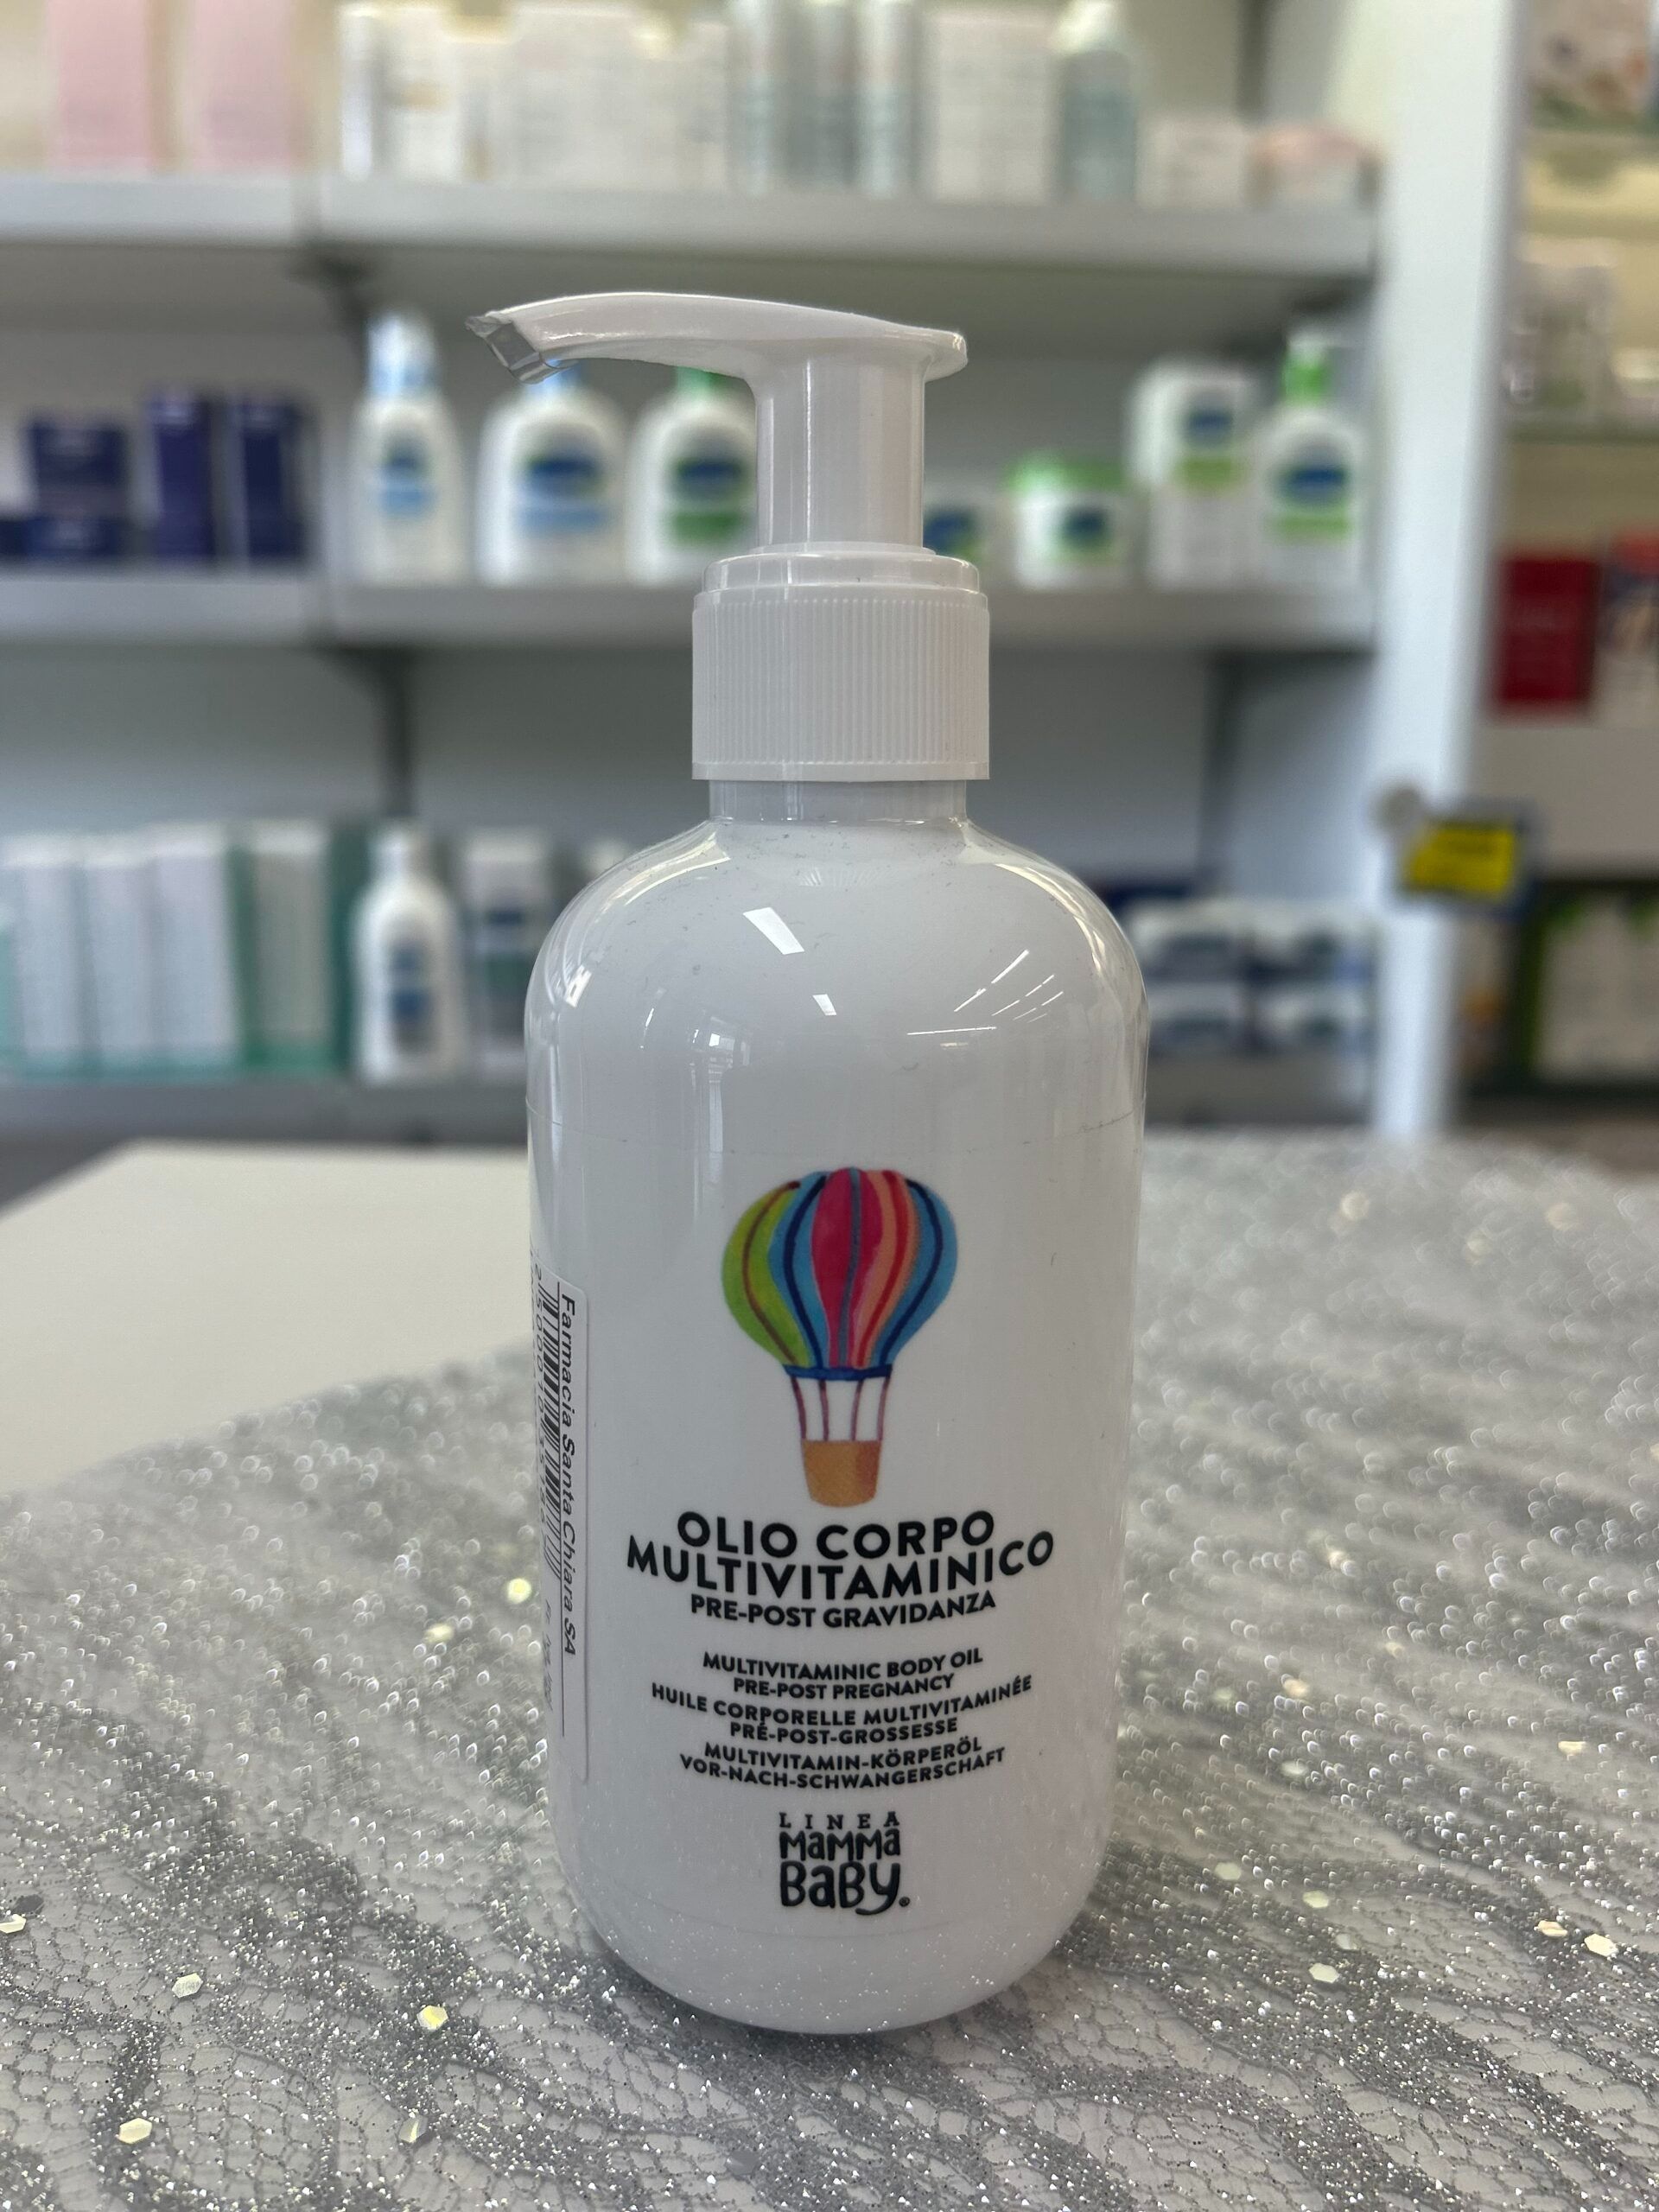 OLIO CORPO
MULTIVITAMINICO
PRE-POST GRAVIDANZA
MULTIVITAMINIC BODY OIL
PRE-POST PREGNANCY
HUILE CORPORELLE MULTIVITAMINÉE
PRÉ-POST-GROSSESSE
MULTIVITAMIN-KÖRPERÖL
VOR-NACH-SCHWANGERSCHAFT
LINEA
MAMMA
BABY®
Farmacia Santa Chiara SA